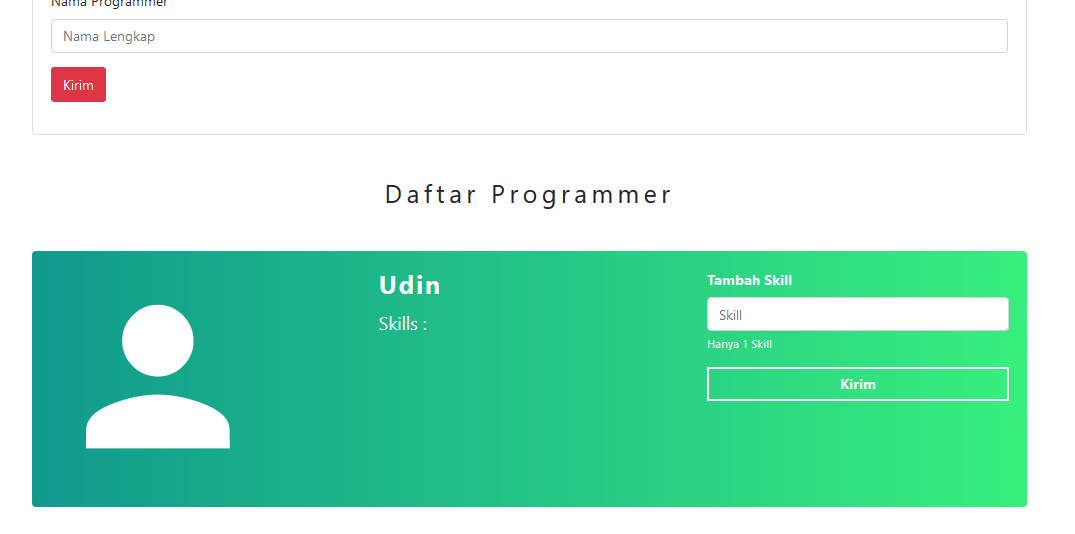 Nama Programmer
Nama Lengkap
Kirim
Daftar Programmer
Udin
Skills :
Tambah Skill
Skill
Hanya 1 Skill
Kirim